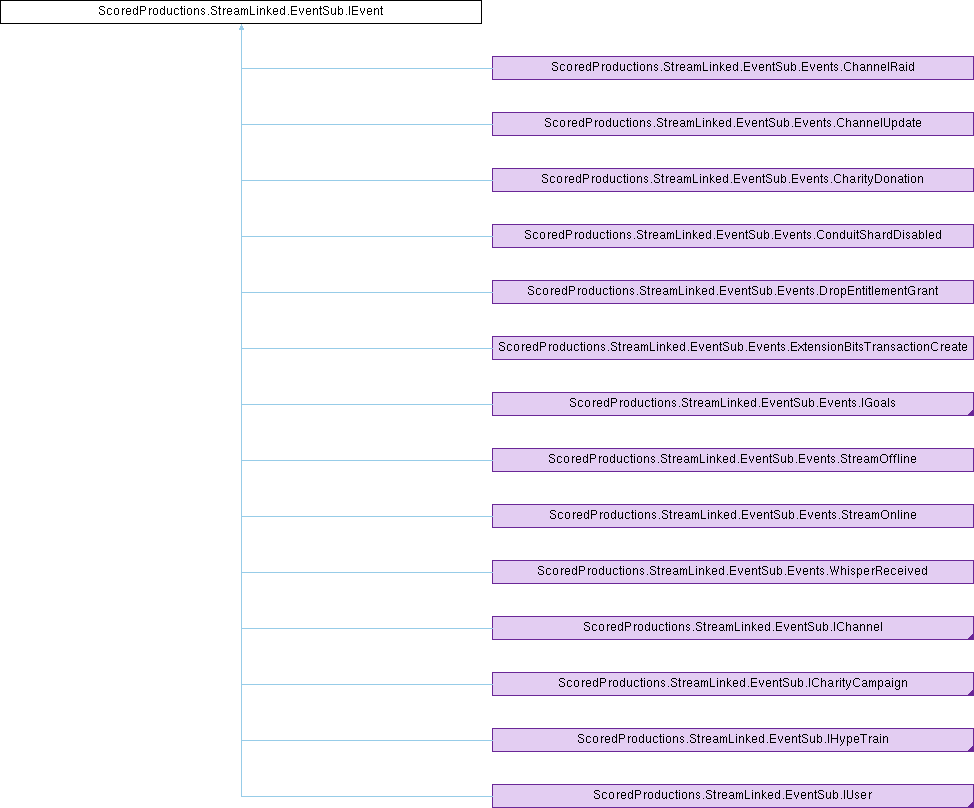 ScoredProductions.StreamLinked.EventSub.IEvent
ScoredProductions.StreamLinked.EventSub.Events.ChannelRaid
ScoredProductions.StreamLinked.EventSub.Events.ChannelUpdate
ScoredProductions.StreamLinked.EventSub.Events.CharityDonation
ScoredProductions.StreamLinked.EventSub.Events.ConduitShardDisabled
ScoredProductions.StreamLinked.EventSub.Events.DropEntitlementGrant
ScoredProductions.StreamLinked.EventSub.Events.ExtensionBitsTransactionCreate
ScoredProductions.StreamLinked.EventSub.Events.IGoals
ScoredProductions.StreamLinked.EventSub.Events.StreamOffline
ScoredProductions.StreamLinked.EventSub.Events.StreamOnline
ScoredProductions.StreamLinked.EventSub.Events.WhisperReceived
ScoredProductions.StreamLinked.EventSub.IChannel
ScoredProductions.StreamLinked.EventSub.ICharityCampaign
ScoredProductions.StreamLinked.EventSub.IHypeTrain
ScoredProductions.StreamLinked.EventSub.IUser